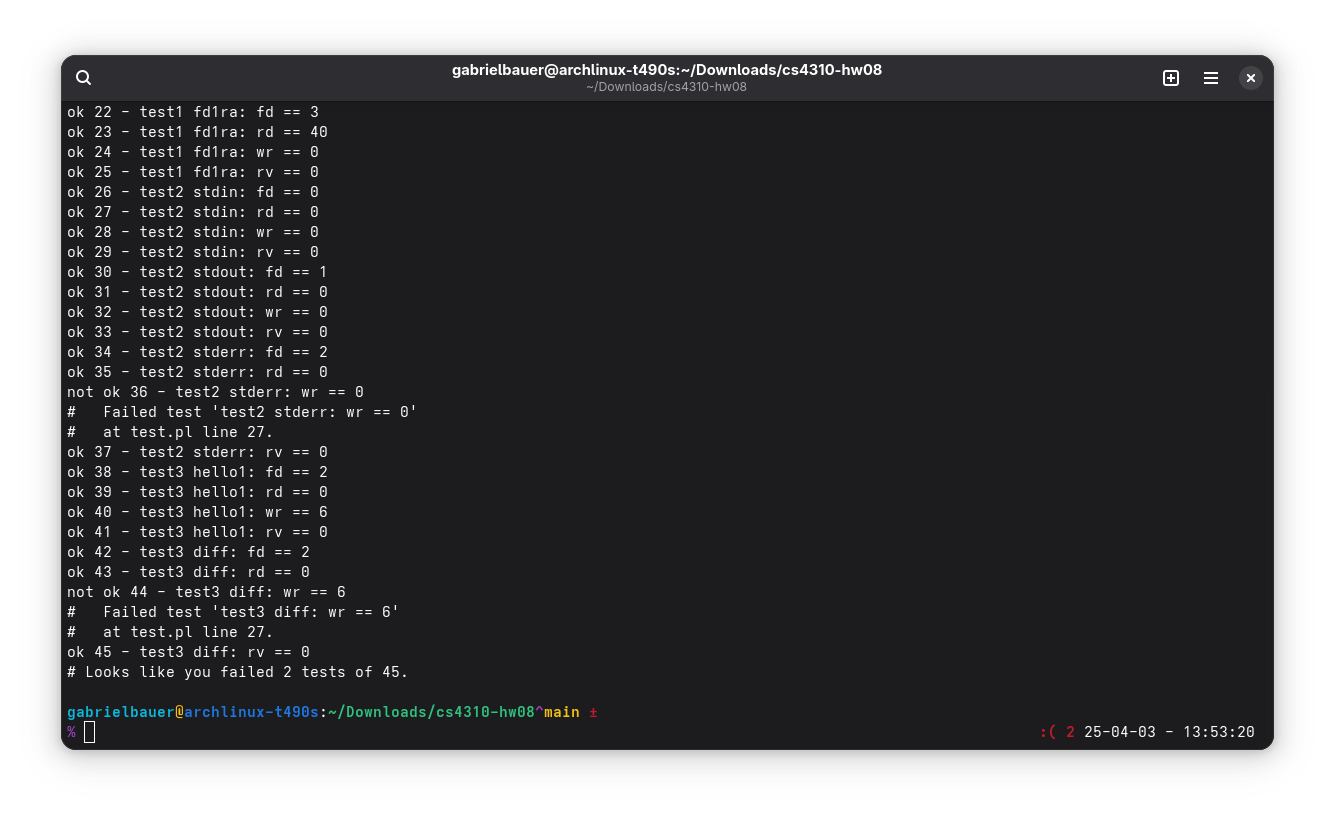 gabrielbauer@archlinux-t490s:~/Downloads/cs4310-hw08
~/Downloads/cs4310-hw08
ok 22 - test1 fd1ra: fd == 3
ok 23 - test1 fd1ra: rd == 40
ok 24 - test1 fd1ra: wr == 0
ok 25 - test1 fd1ra: rv == 0
ok 26 - test2 stdin: fd == 0
ok 27 - test2 stdin: rd == 0
ok 28 - test2 stdin: wr == 0
ok 29 - test2 stdin: rv == 0
ok 30 - test2 stdout: fd == 1
ok 31 - test2 stdout: rd == 0
ok 32 - test2 stdout: wr == 0
ok 33 - test2 stdout: rv == 0
ok 34 - test2 stderr: fd == 2
ok 35 - test2 stderr: rd == 0
not ok 36 - test2 stderr: wr == 0
#   Failed test 'test2 stderr: wr == 0'
#   at test.pl line 27.
ok 37 - test2 stderr: rv == 0
ok 38 - test3 hello1: fd == 2
ok 39 - test3 hello1: rd == 0
ok 40 - test3 hello1: wr == 6
ok 41 - test3 hello1: rv == 0
ok 42 - test3 diff: fd == 2
ok 43 - test3 diff: rd == 0
not ok 44 - test3 diff: wr == 6
#   Failed test 'test3 diff: wr == 6'
#   at test.pl line 27.
ok 45 - test3 diff: rv == 0
# Looks like you failed 2 tests of 45.
gabrielbauer@archlinux-t490s:~/Downloads/cs4310-hw08^main ±
% :( 2 25-04-03 - 13:53:20